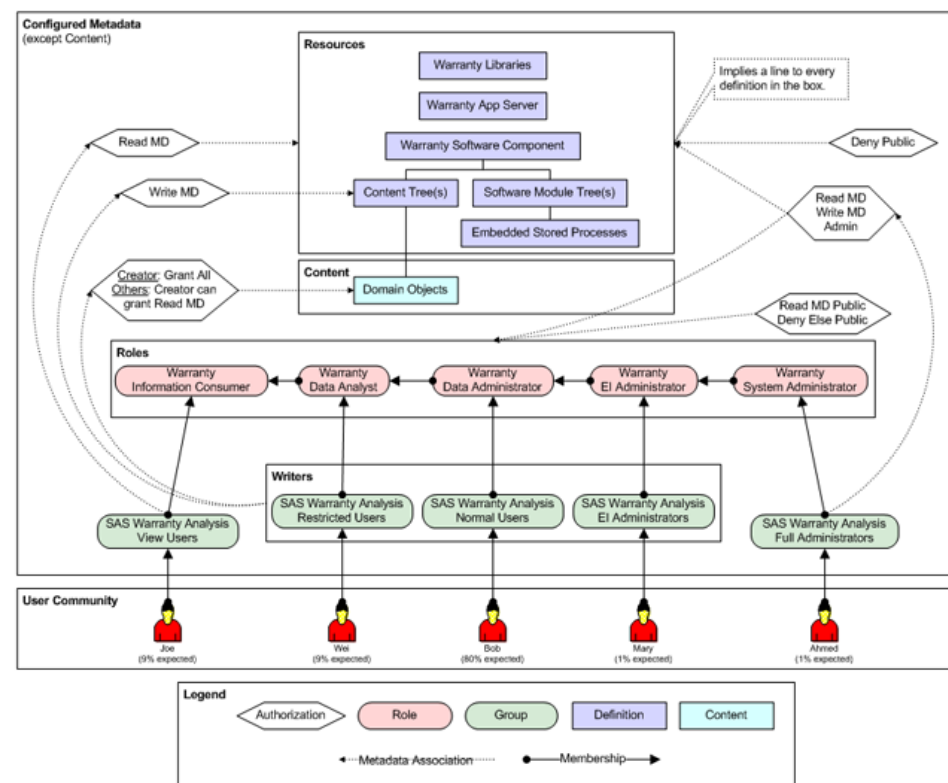 Configured Metadata
(except Content)
Resources
Warranty Libraries
Implies a line to every
definition in the box.
Warranty App Server
Read MD
Warranty Software Component
Deny Public
Write MD
Content Tree(s)
Software Module Tree(s)
Read MD
Write MD
Admin
Embedded Stored Processes
Creator: Grant All
Others: Creator can
grant Read MD
Content
Domain Objects
Read MD Public
Deny Else Public
Roles
Warranty
Information Consumer
Warranty
Data Analyst
Warranty
Data Administrator
Warranty
EI Administrator
Warranty
System Administrator
Writers
SAS Warranty Analysis
View Users
SAS Warranty Analysis
Restricted Users
SAS Warranty Analysis
Normal Users
SAS Warranty Analysis
EI Administrators
SAS Warranty Analysis
Full Administrators
User Community
Joe
(9% expected)
Wei
(9% expected)
Bob
(80% expected)
Mary
(1% expected)
Ahmed
(1% expected)
Legend
Authorization
Role
Group
Definition
Content
Metadata Association
Membership